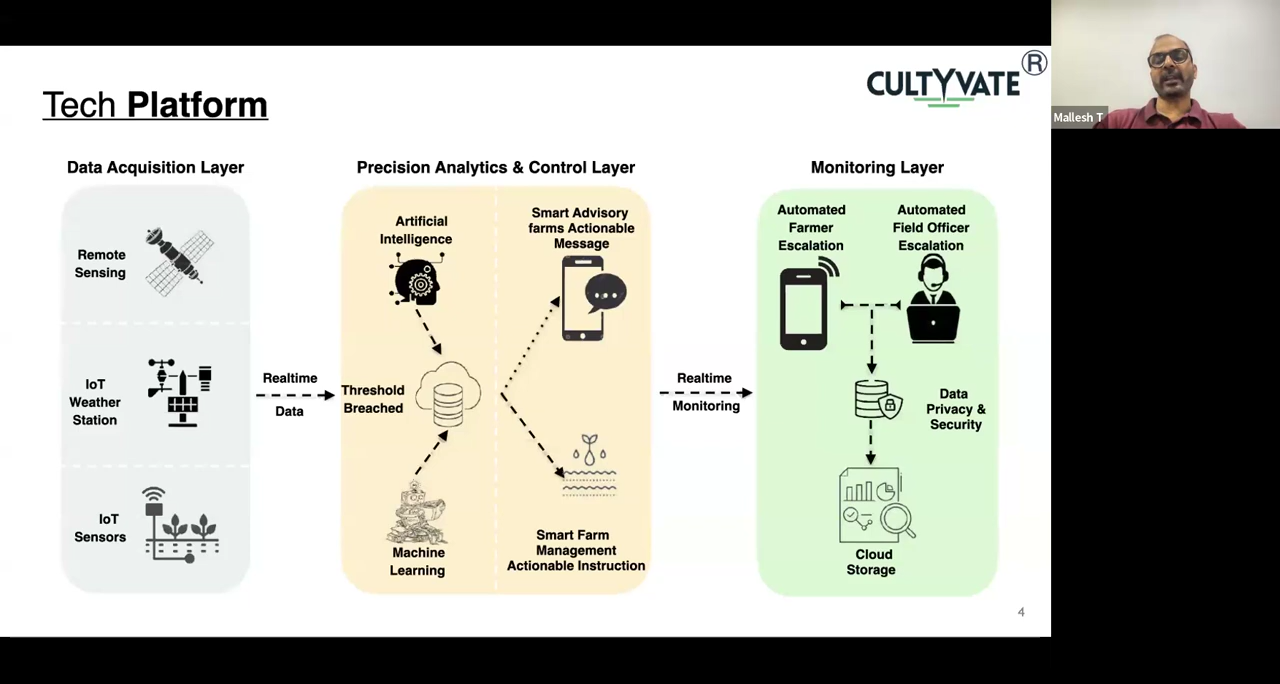 Tech Platform
CULTYVATE
®
Mallesh T
Data Acquisition Layer
Remote
Sensing
IoT
Weather
Station
IoT
Sensors
Realtime
Data
Precision Analytics & Control Layer
Artificial
Intelligence
Threshold
Breached
Machine
Learning
Smart Advisory
farms Actionable
Message
Smart Farm
Management
Actionable Instruction
Realtime
Monitoring
Monitoring Layer
Automated
Farmer
Escalation
Automated
Field Officer
Escalation
Data
Privacy &
Security
Cloud
Storage
4